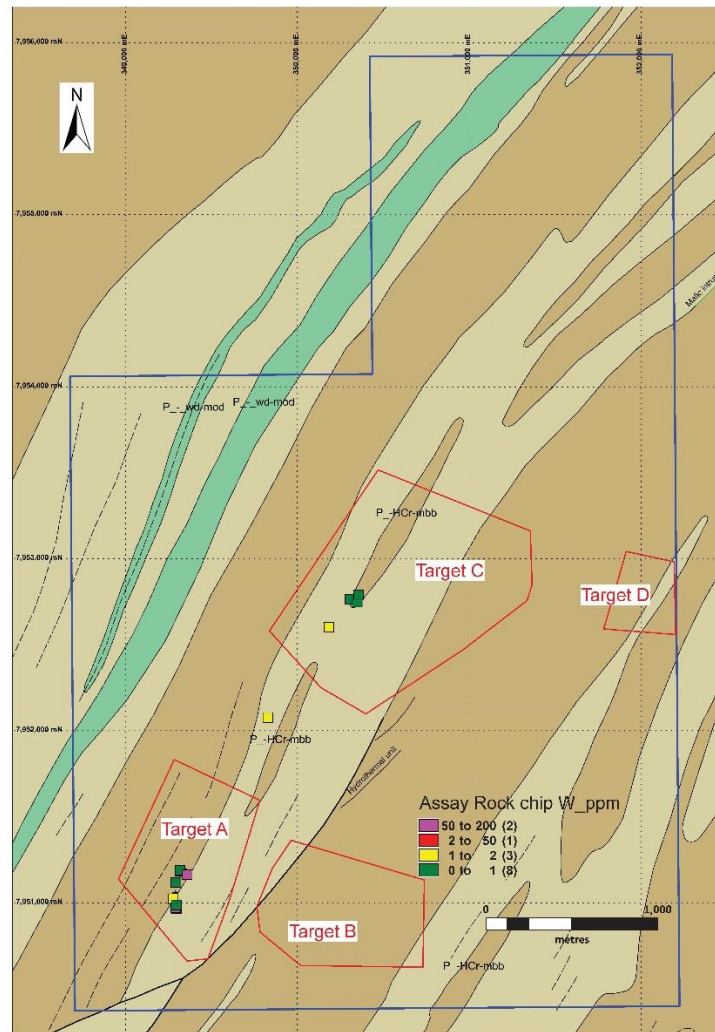 349,000 mE
350,000 mE
351,000 mE
352,000 mE
7,956,000 mN
N
7,955,000 mN
Mafic intrus
7,954,000 mN
P_-_wd-mod
P_-_wd-mod
P_-HCr-mbb
7,953,000 mN
Target C
Target D
7,952,000 mN
P_-HCr-mbb
Hydrothermal unit
Assay Rock chip W_ppm
50 to 200 (2)
2 to 50 (1)
1 to 2 (3)
0 to 1 (8)
Target A
7,951,000 mN
0 1,000
métres
Target B
P_-HCr-mbb